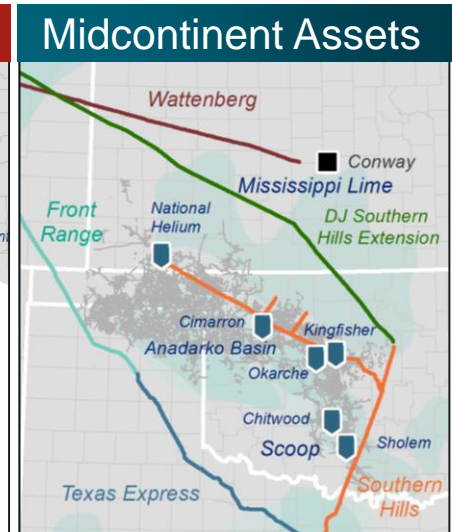 Midcontinent Assets
Wattenberg
Conway
Mississippi Lime
Front
Range
National
Helium
DJ Southern
Hills Extension
Cimarron
Kingfisher
Anadarko Basin
Okarche
Chitwood
Scoop
Sholem
Southern
Hills
Texas Express